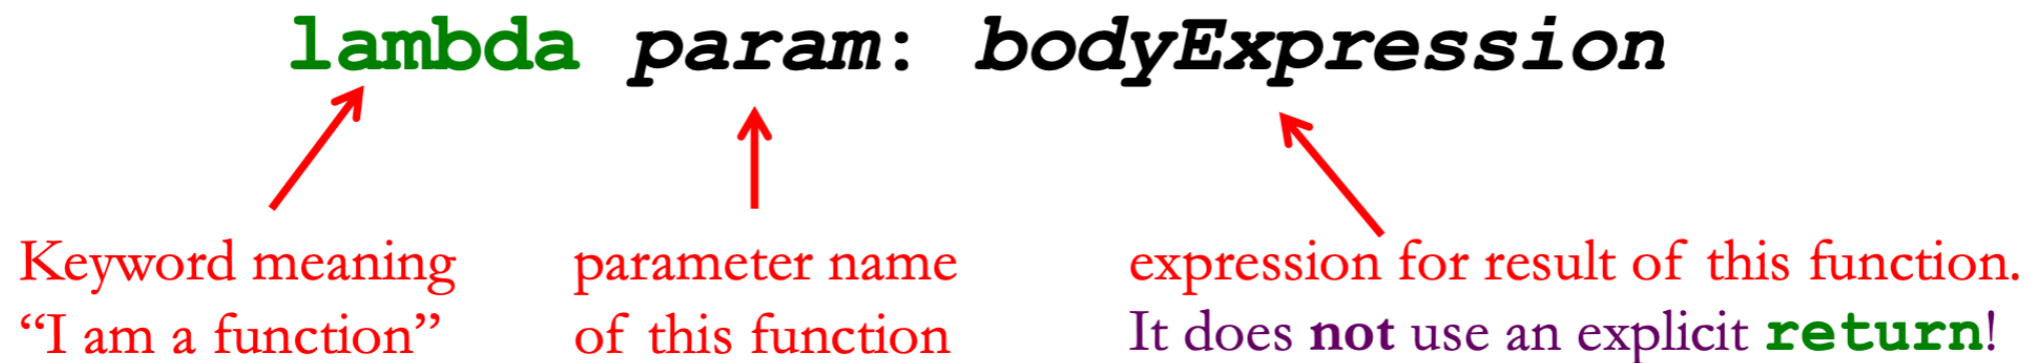 lambda param: bodyExpression
Keyword meaning
“I am a function”
parameter name
of this function
expression for result of this function.
It does not use an explicit return!